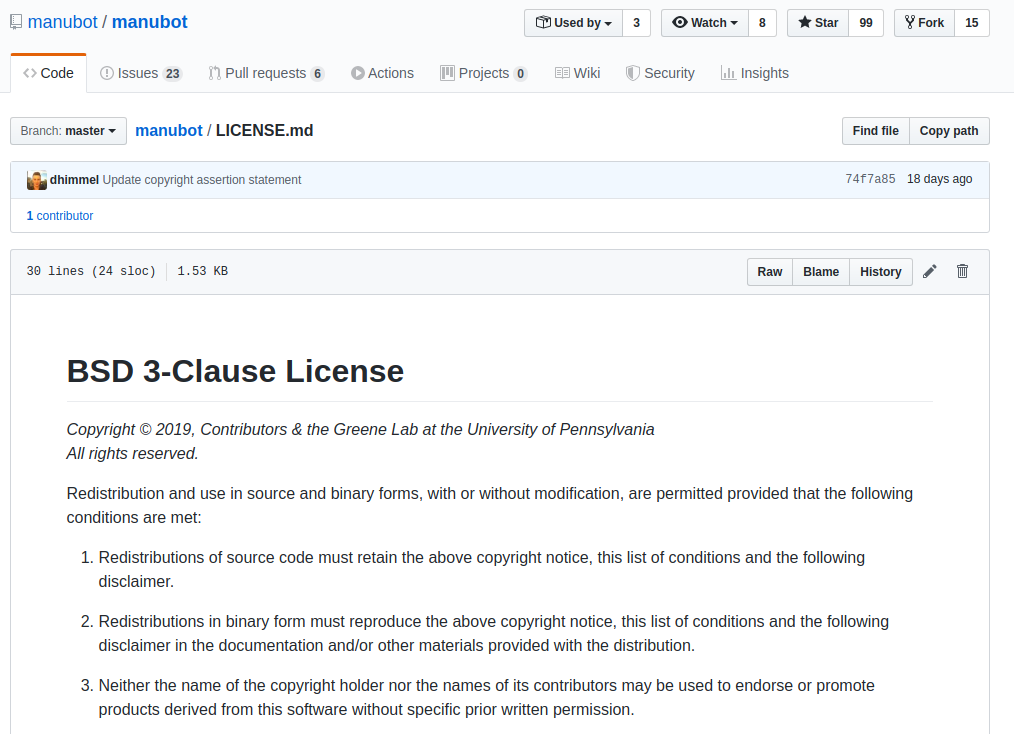 manubot / manubot Used by 3 Watch 8 Star 99 Fork 15
Code Issues 23 Pull requests 6 Actions Projects 0 Wiki Security Insights
Branch: master manubot / LICENSE.md Find file Copy path
dhimmel Update copyright assertion statement 74f7a85 18 days ago
1 contributor
30 lines (24 sloc) 1.53 KB Raw Blame History
BSD 3-Clause License
Copyright © 2019, Contributors & the Greene Lab at the University of Pennsylvania
All rights reserved.
Redistribution and use in source and binary forms, with or without modification, are permitted provided that the following
conditions are met:
1. Redistributions of source code must retain the above copyright notice, this list of conditions and the following
disclaimer.
2. Redistributions in binary form must reproduce the above copyright notice, this list of conditions and the following
disclaimer in the documentation and/or other materials provided with the distribution.
3. Neither the name of the copyright holder nor the names of its contributors may be used to endorse or promote
products derived from this software without specific prior written permission.